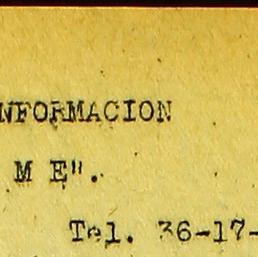 NFORMACION
M E".
Tel. 36-17-